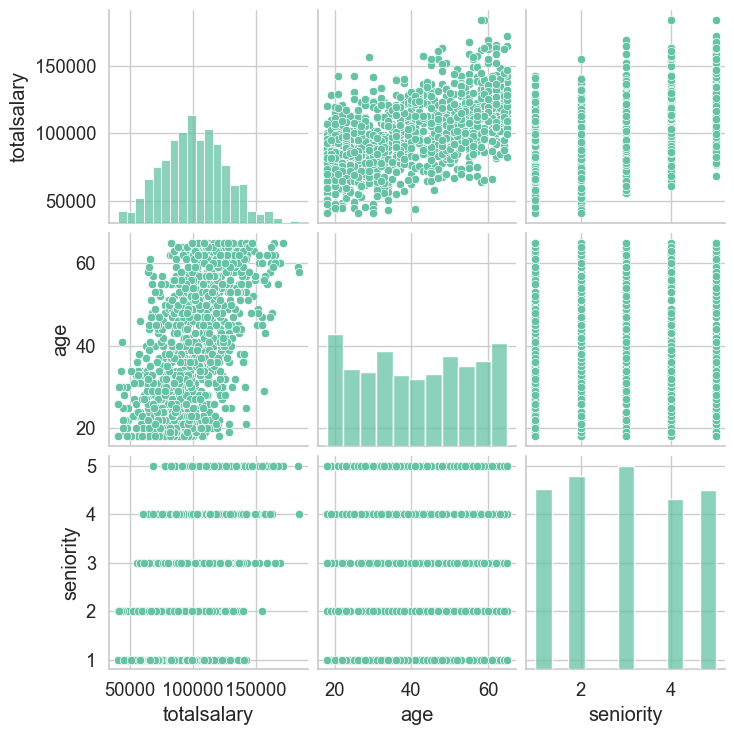 totalsalary
150000
100000
50000
age
60
40
20
seniority
5
4
3
2
1
50000 100000 150000
20 40 60
2 4
totalsalary
age
seniority